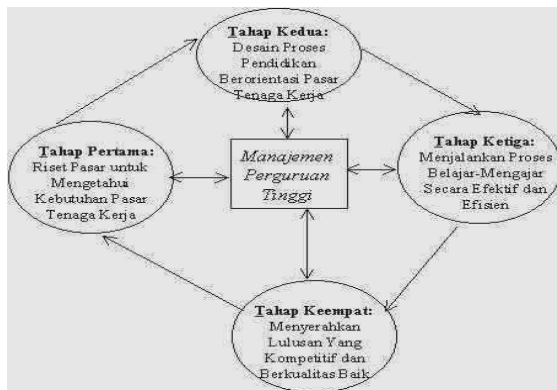 Tahap Kedua:
Desain Proses
Pendidikan
Berorientasi Pasar
Tenaga Kerja
Tahap Pertama:
Riset Pasar untuk
Mengetahui
Kebutuhan Pasar
Tenaga Kerja
Manajemen
Perguruan
Tinggi
Tahap Ketiga:
Menjalankan Proses
Belajar-Mengajar
Secara Efektif dan
Efisien
Tahap Keempat:
Menyerahkan
Lulusan Yang
Kompetitif dan
Berkualitas Baik